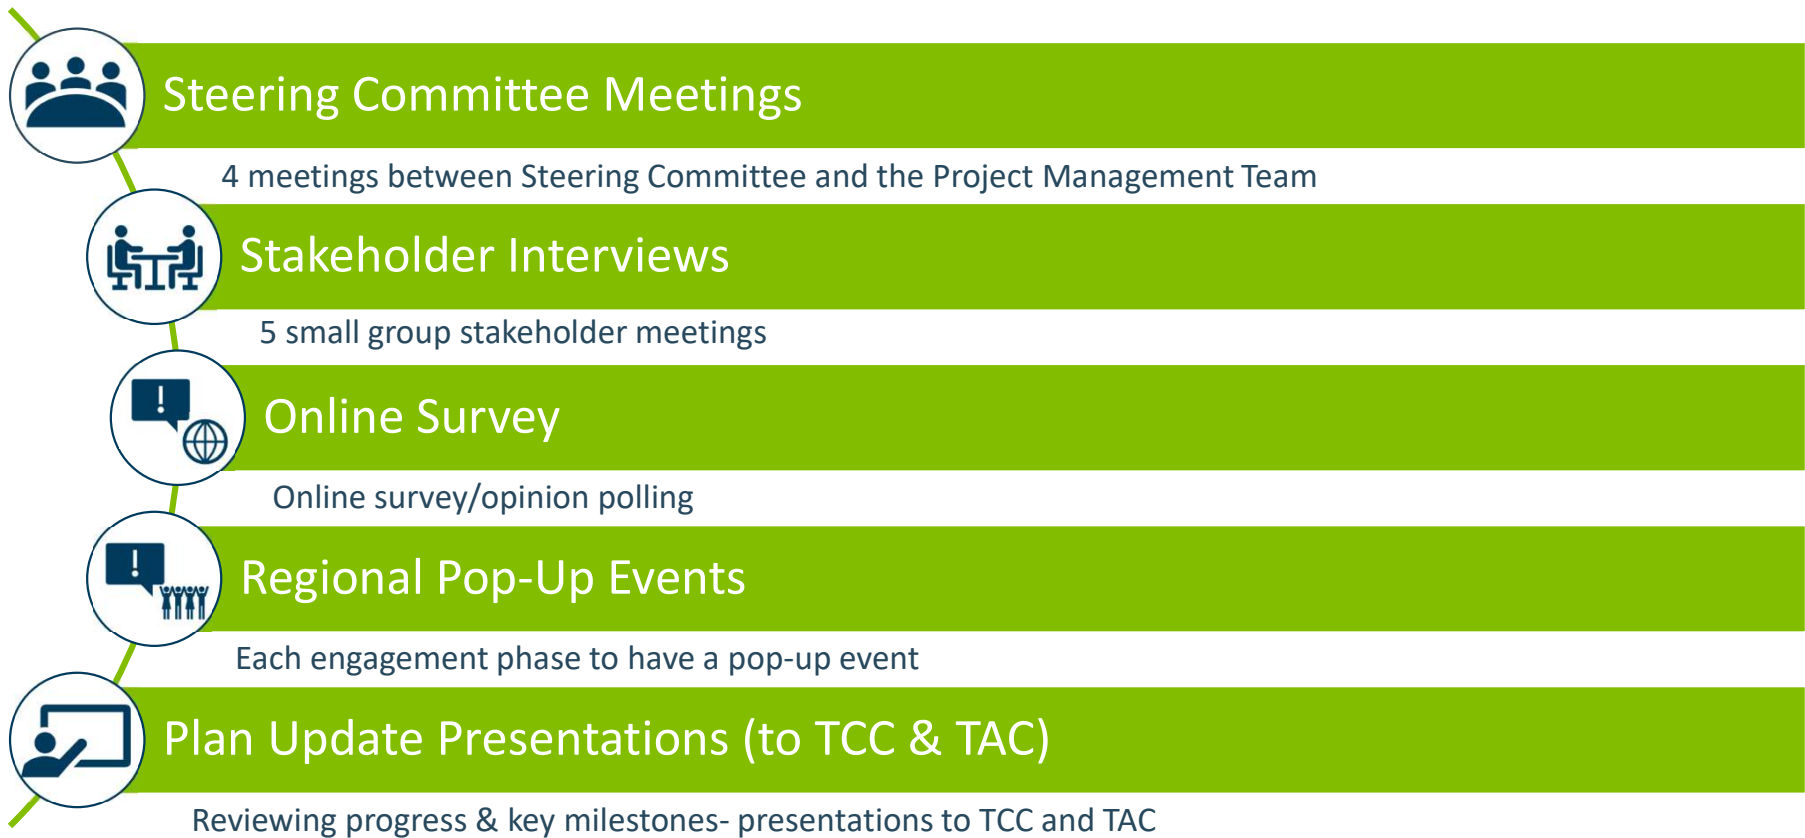 Steering Committee Meetings
4 meetings between Steering Committee and the Project Management Team
Stakeholder Interviews
5 small group stakeholder meetings
!
Online Survey
Online survey/opinion polling
!
Regional Pop-Up Events
Each engagement phase to have a pop-up event
Plan Update Presentations (to TCC & TAC)
Reviewing progress & key milestones- presentations to TCC and TAC